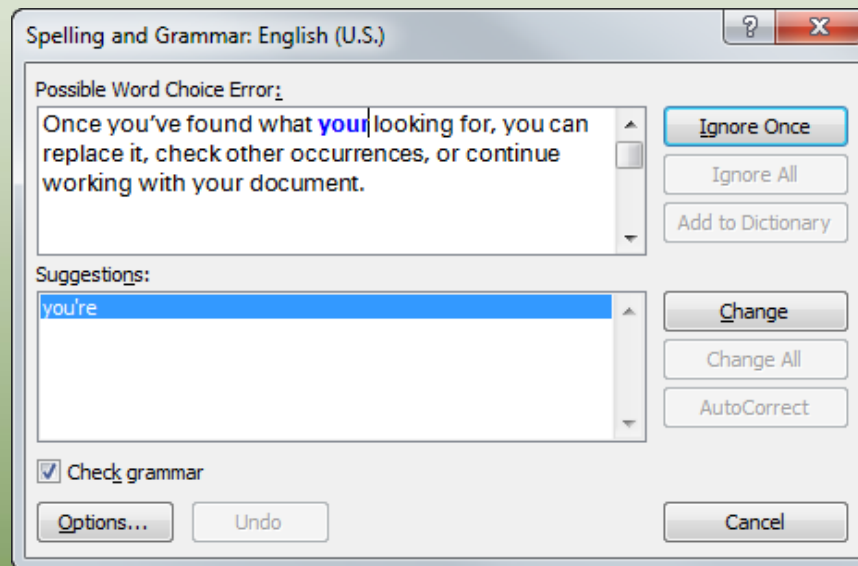 Spelling and Grammar: English (U.S.)
Possible Word Choice Error:
Once you've found what your looking for, you can
replace it, check other occurrences, or continue
working with your document.
Ignore Once
Ignore All
Add to Dictionary
Suggestions:
you're
Change
Change All
AutoCorrect
Check grammar
Options...
Undo
Cancel